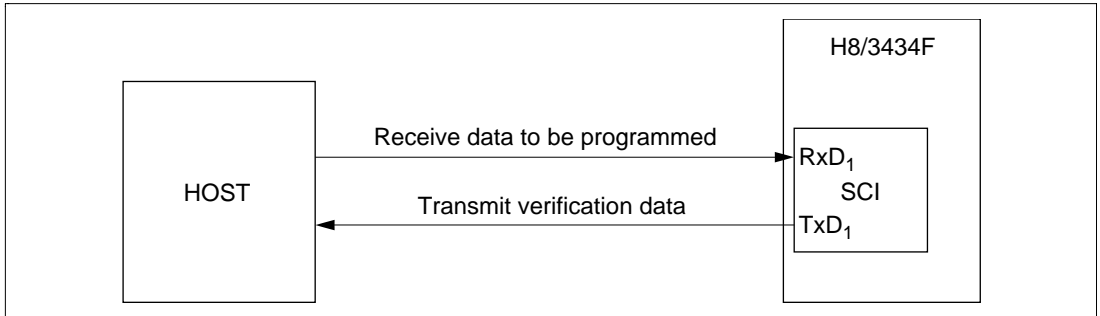 H8/3434F
Receive data to be programmed
RxD₁
HOST
SCI
Transmit verification data
TxD₁